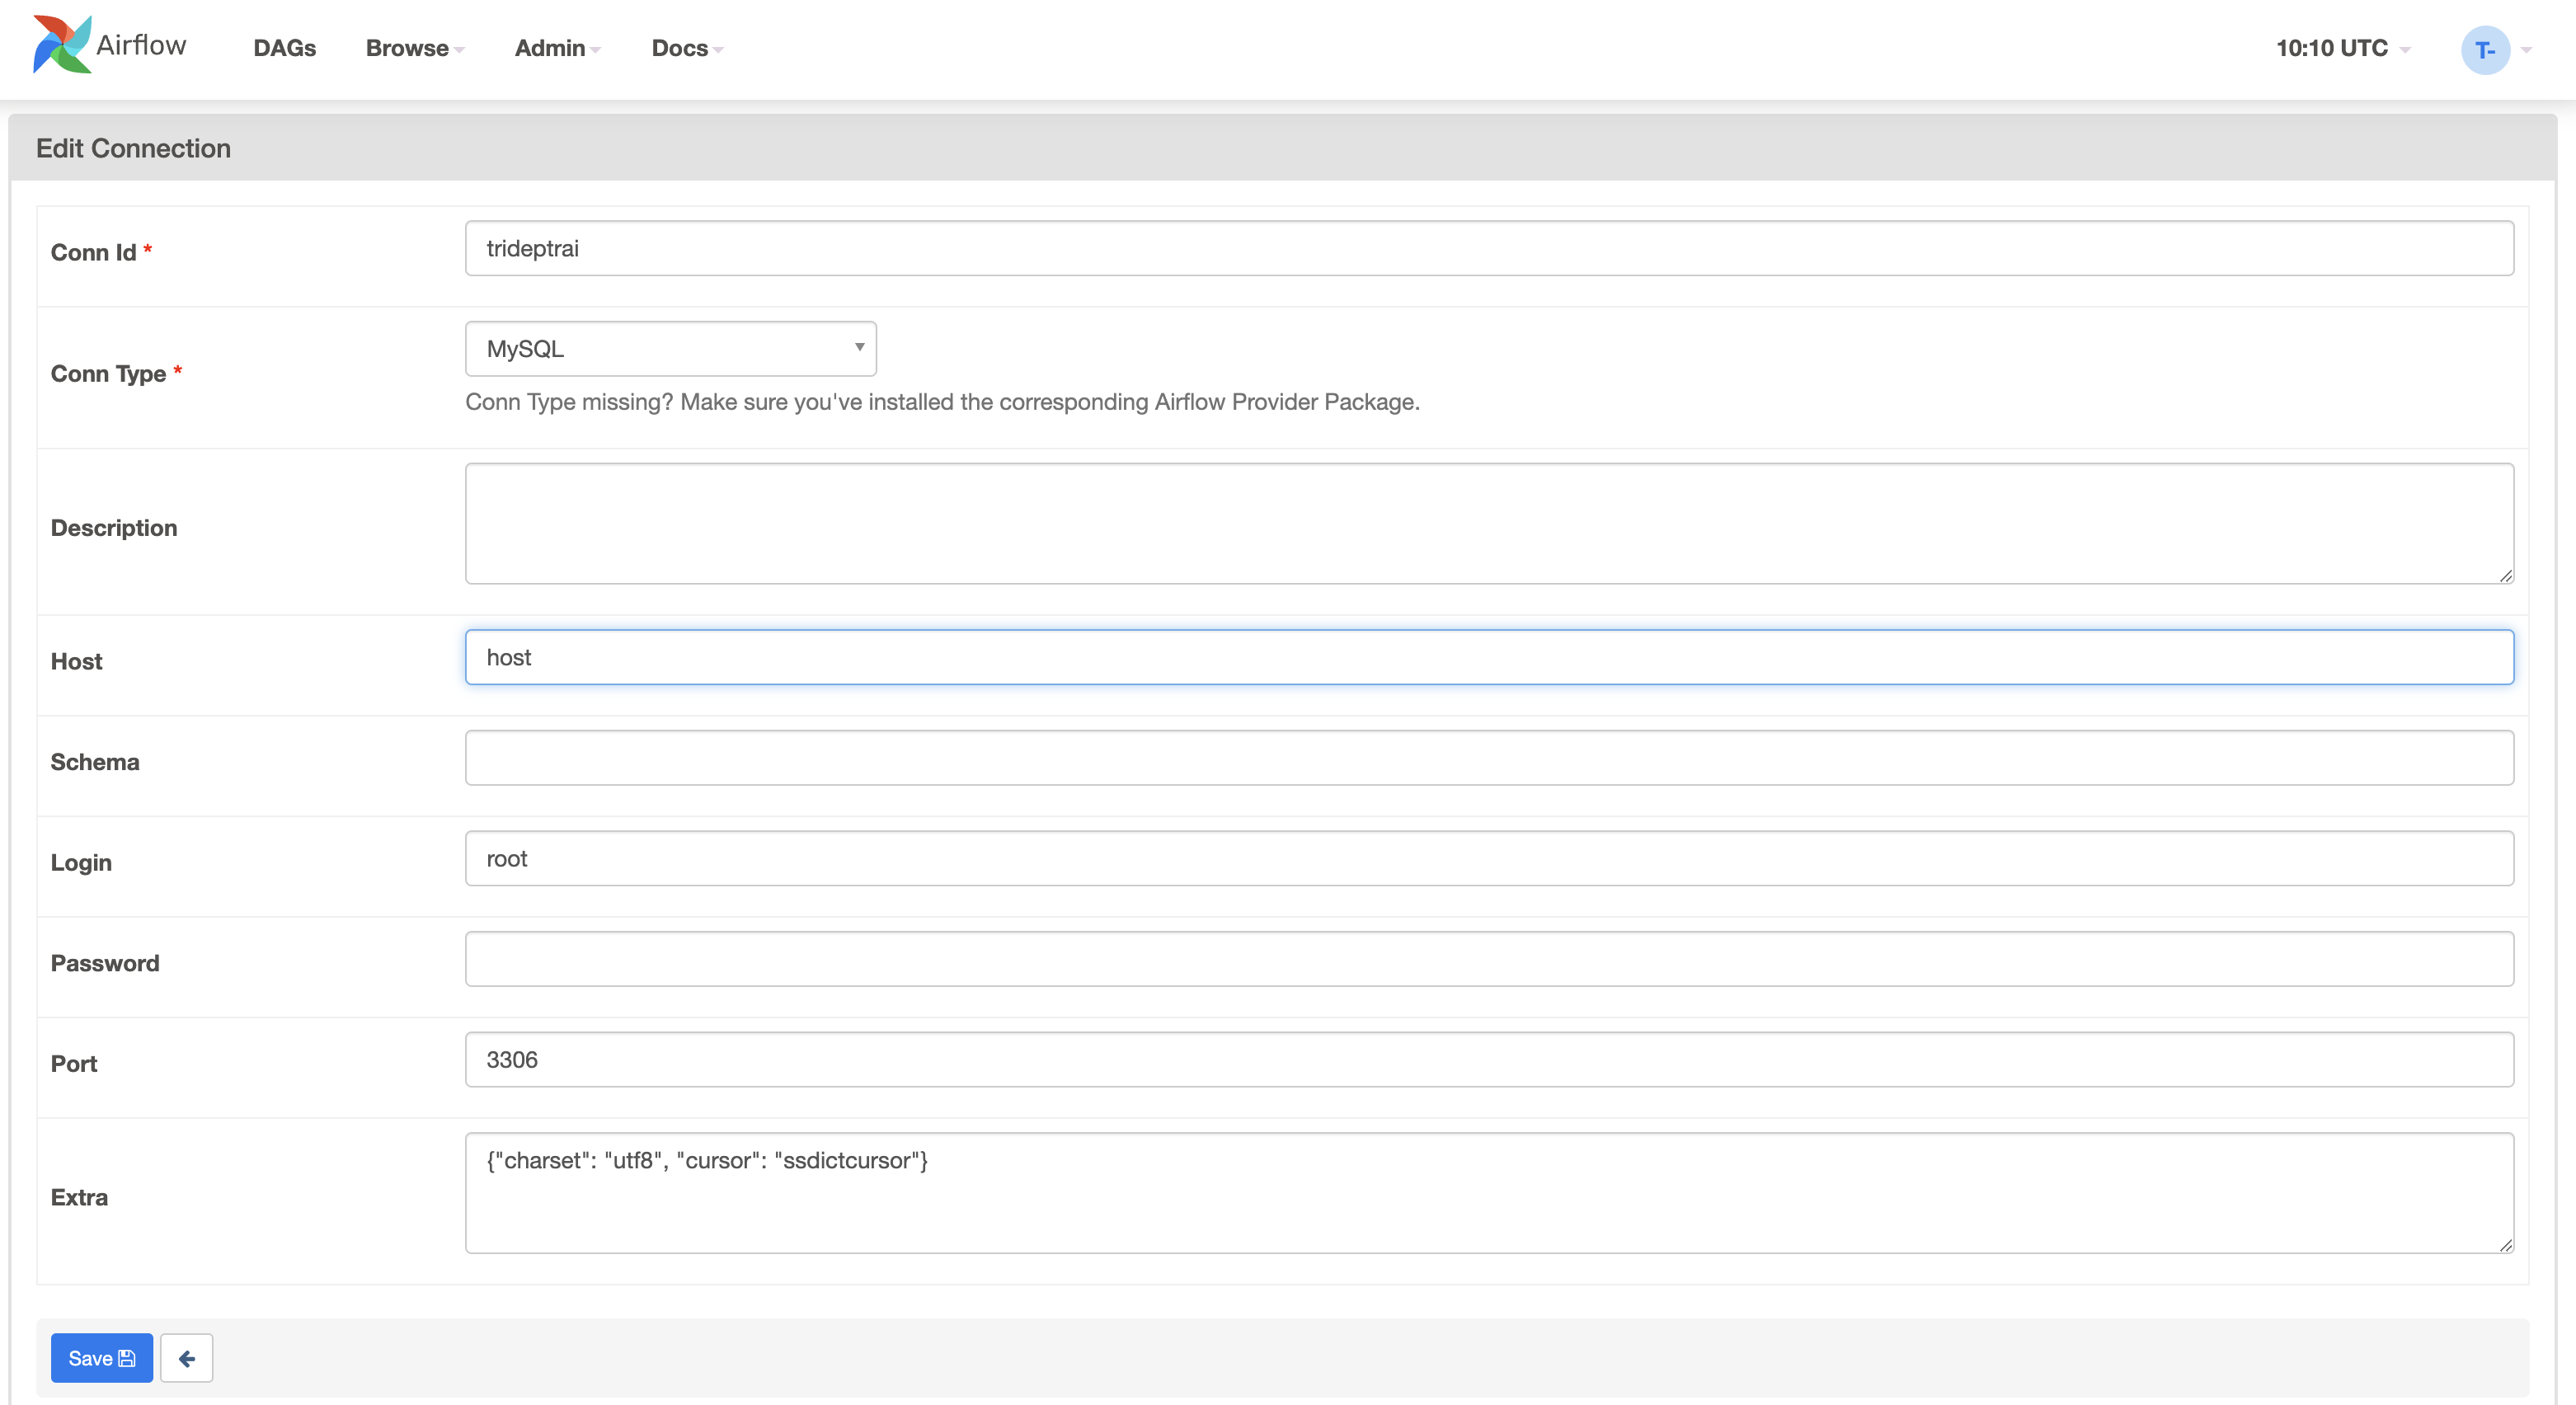 Airflow DAGs Browse Admin Docs 10:10 UTC T-
Edit Connection
Conn Id * trideptrai
Conn Type * MySQL
Conn Type missing? Make sure you've installed the corresponding Airflow Provider Package.
Description
Host host
Schema
Login root
Password
Port 3306
Extra {"charset": "utf8", "cursor": "ssdictcursor"}
Save